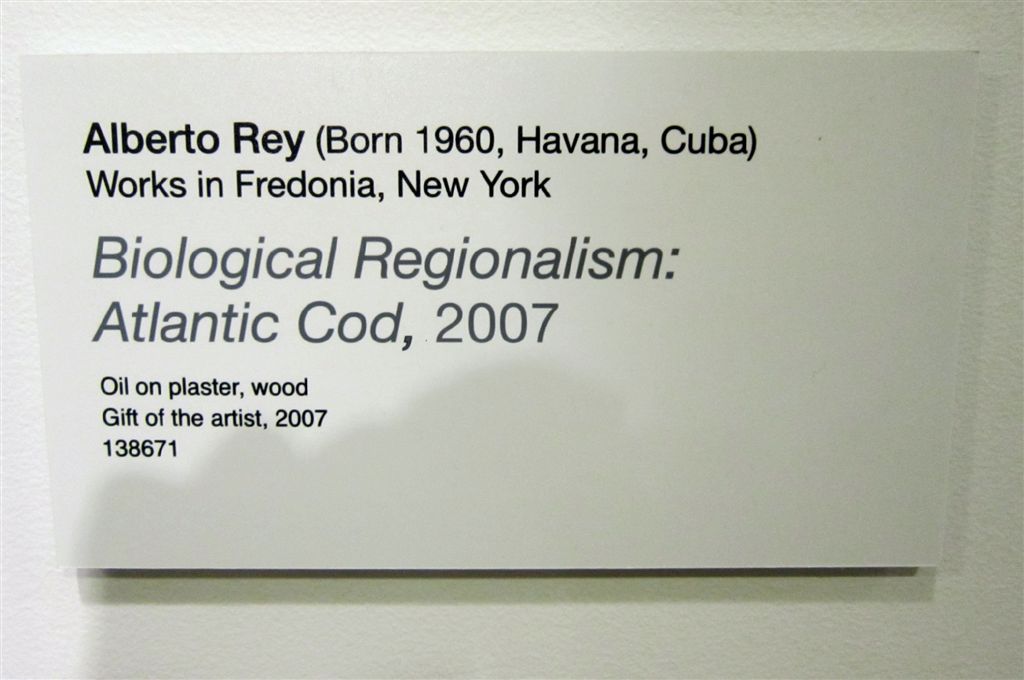 Alberto Rey (Born 1960, Havana, Cuba)
Works in Fredonia, New York
Biological Regionalism:
Atlantic Cod, 2007
Oil on plaster, wood
Gift of the artist, 2007
138671